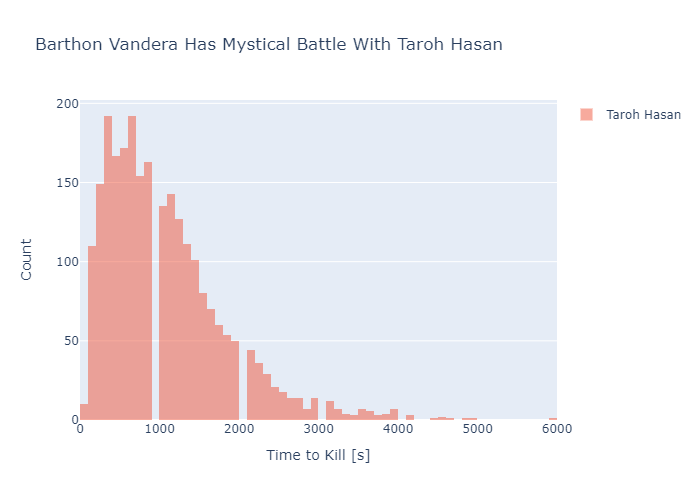 Barthon Vandera Has Mystical Battle With Taroh Hasan
Taroh Hasan
200
150
100
50
0
Count
0 1000 2000 3000 4000 5000 6000
Time to Kill [s]